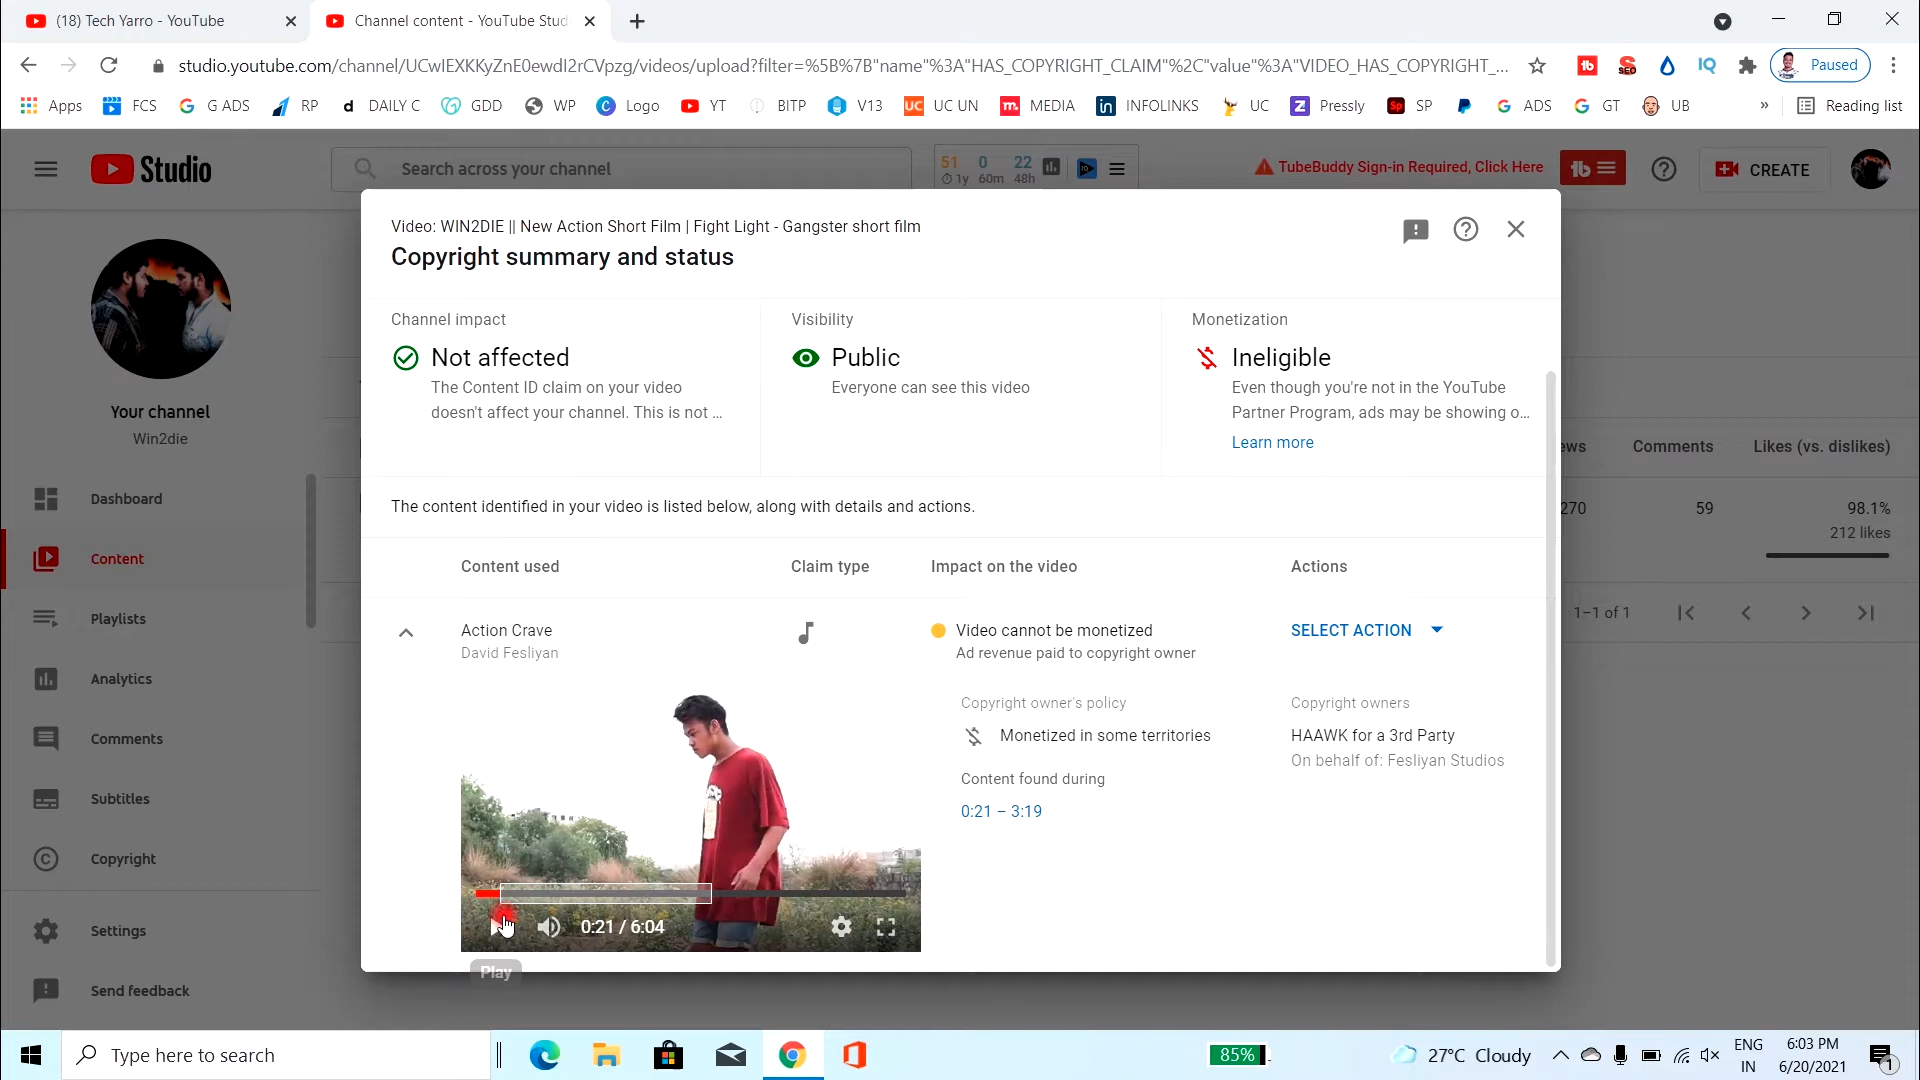 (18) Tech Yarro - YouTube
Channel content - YouTube Stud
studio.youtube.com/channel/UCwIEXKKyZnE0ewdI2rCVpzg/videos/upload?filter=%5B%7B"name"%3A"HAS_COPYRIGHT_CLAIM"%2C"value"%3A"VIDEO_HAS_COPYRIGHT_...
SEO
IQ
Paused
Apps
FCS
G ADS
RP
DAILY C
GDD
WP
Logo
YT
BITP
V13
UC UN
MEDIA
INFOLINKS
UC
Pressly
SP
ADS
GT
UB
»
Reading list
Studio
Search across your channel
51 0 22
1y 60m 48h
TubeBuddy Sign-in Required, Click Here
CREATE
Video: WIN2DIE || New Action Short Film | Fight Light - Gangster short film
Copyright summary and status
Channel impact
Not affected
The Content ID claim on your video
doesn't affect your channel. This is not ...
Visibility
Public
Everyone can see this video
Monetization
Ineligible
Even though you're not in the YouTube
Partner Program, ads may be showing o...
Learn more
The content identified in your video is listed below, along with details and actions.
Content used
Claim type
Impact on the video
Actions
Action Crave
David Fesliyan
Video cannot be monetized
Ad revenue paid to copyright owner
SELECT ACTION
Copyright owner's policy
Monetized in some territories
Content found during
0:21 – 3:19
Copyright owners
HAAWK for a 3rd Party
On behalf of: Fesliyan Studios
0:21 / 6:04
Play
Your channel
Win2die
Dashboard
Content
Playlists
Analytics
Comments
Subtitles
Copyright
Settings
Send feedback
ews
Comments
Likes (vs. dislikes)
270
59
98.1%
212 likes
1–1 of 1
Type here to search
85%
27°C Cloudy
ENG
IN
6:03 PM
6/20/2021
1